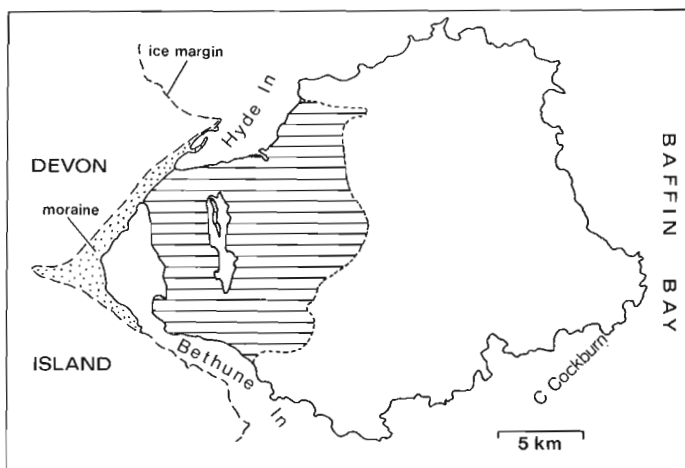 ice margin
Hyde In
DEVON
moraine
BAFFIN BAY
ISLAND
Bethune In
C Cockburn
5 km